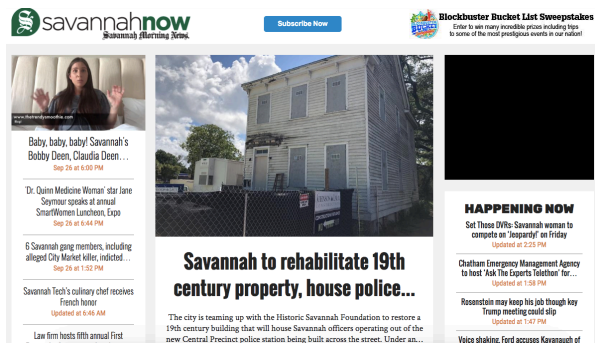 savannahnow
Savannah Morning News.
Subscribe Now
Blockbuster Bucket List Sweepstakes
Enter to win many incredible prizes including trips
to some of the most prestigious events in our nation!
www.thetrendysmoothie.com
Baby, baby, baby! Savannah's
Bobby Deen, Claudia Deen…
Sep 26 at 6:00 PM
'Dr. Quinn Medicine Woman' star Jane
Seymour speaks at annual
SmartWomen Luncheon, Expo
Sep 26 at 6:44 PM
6 Savannah gang members, including
alleged City Market killer, indicted…
Sep 26 at 1:52 PM
Savannah Tech's culinary chef receives
French honor
Updated at 6:46 AM
Law firm hosts fifth annual First
Savannah to rehabilitate 19th
century property, house police…
The city is teaming up with the Historic Savannah Foundation to restore a
19th century building that will house Savannah officers operating out of the
new Central Precinct police station being built across the street. Under an…
HAPPENING NOW
Set Those DVRs: Savannah woman to
compete on 'Jeopardy!' on Friday
Updated at 2:25 PM
Chatham Emergency Management Agency
to host 'Ask The Experts Telethon' for…
Updated at 1:58 PM
Rosenstein may keep his job though key
Trump meeting could slip
Updated at 1:47 PM
Voice shaking, Ford accuses Kavanaugh of